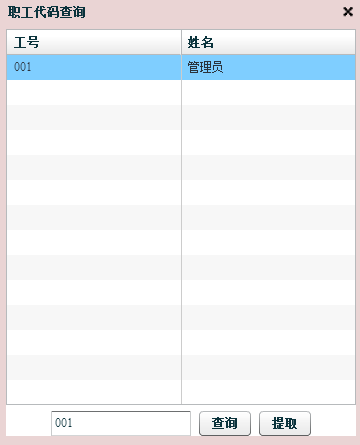 职工代码查询
工号 姓名
001 管理员
001 查询 提取